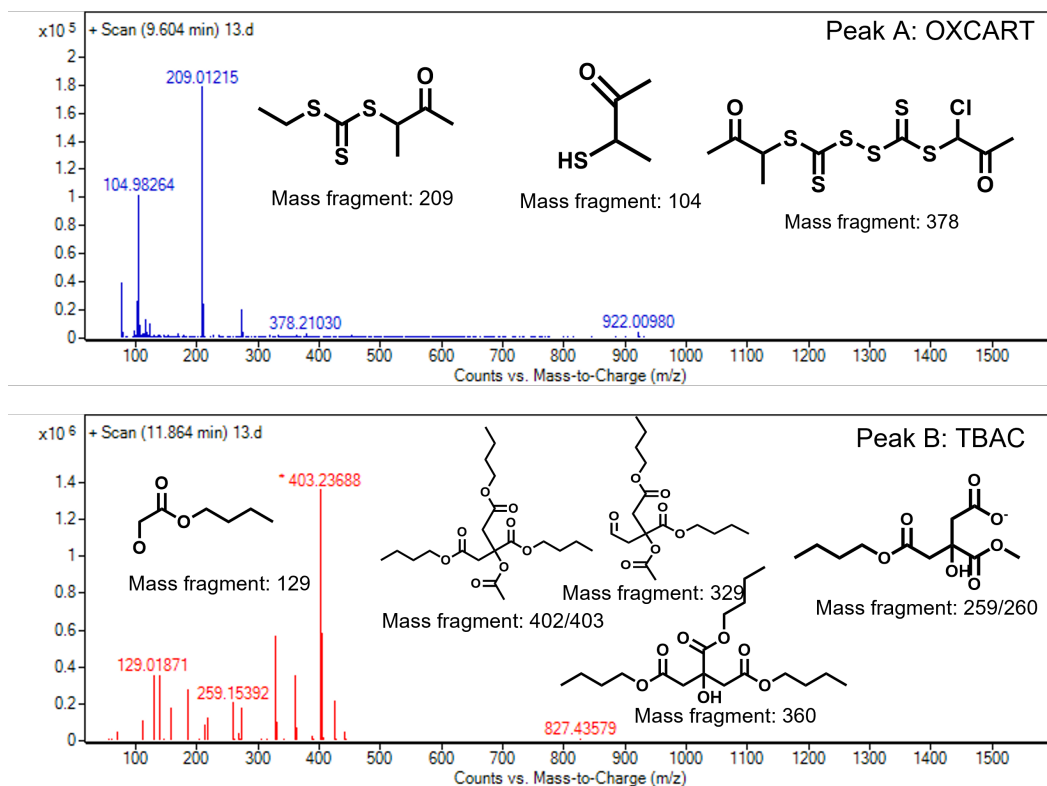 x10 5 + Scan (9.604 min) 13.d
Peak A: OXCART
2
1.8
1.6
1.4
1.2
1
0.8
0.6
0.4
0.2
0
209.01215
104.98264
378.21030
922.00980
S
S
O
S
Mass fragment: 209
O
HS
Mass fragment: 104
O
S
S
S
S
S
S
Cl
O
Mass fragment: 378
100 200 300 400 500 600 700 800 900 1000 1100 1200 1300 1400 1500
Counts vs. Mass-to-Charge (m/z)
x10 6 + Scan (11.864 min) 13.d
Peak B: TBAC
1.4
1.2
1
0.8
0.6
0.4
0.2
0
403.23688
129.01871
259.15392
827.43579
O
O
O
Mass fragment: 129
O
O
O
O
O
O
O
O
Mass fragment: 402/403
O
O
O
O
O
O
O
Mass fragment: 329
O
O
O
O
O-
O
O
OH
Mass fragment: 259/260
O
O
O
O
O
O
OH
Mass fragment: 360
100 200 300 400 500 600 700 800 900 1000 1100 1200 1300 1400 1500
Counts vs. Mass-to-Charge (m/z)